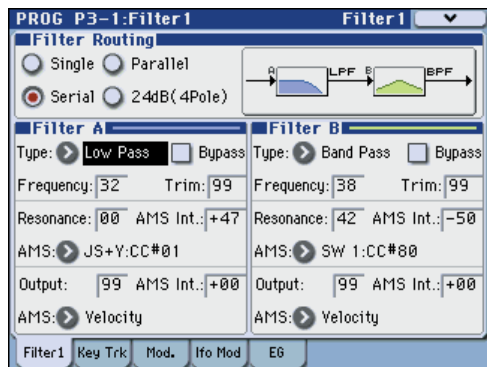 PROG P3-1:Filter1 Filter1
Filter Routing
Single Parallel
Serial 24dB(4Pole)
A LPF B BPF
Filter A Filter B
Type: Low Pass Bypass Type: Band Pass Bypass
Frequency: 32 Trim: 99 Frequency: 38 Trim: 99
Resonance: 00 AMS Int.: +47 Resonance: 42 AMS Int.: -50
AMS: JS+Y:CC#01 AMS: SW 1:CC#80
Output: 99 AMS Int.: +00 Output: 99 AMS Int.: +00
AMS: Velocity AMS: Velocity
Filter1 Key Trk Mod. lfo Mod EG